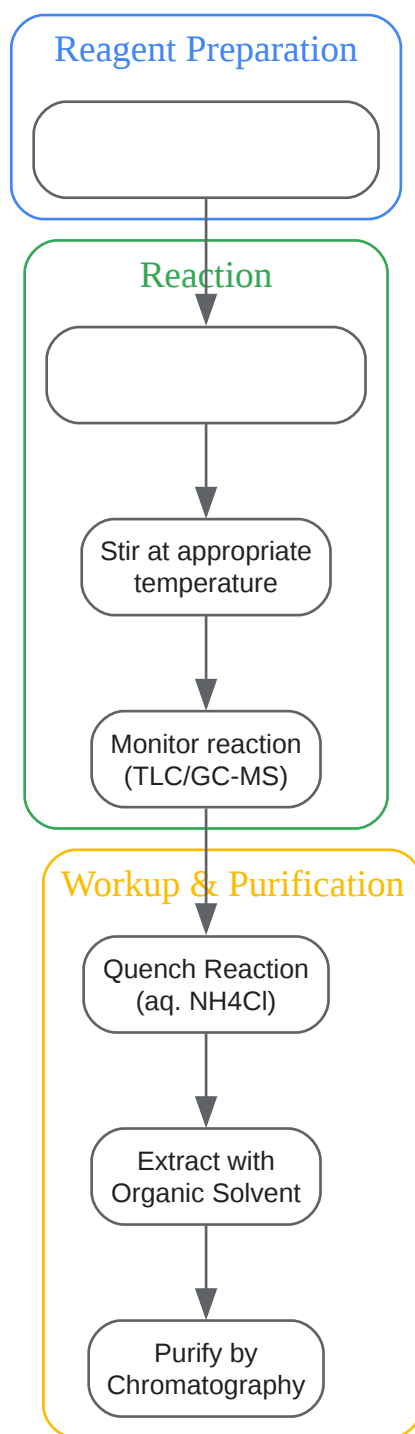 Reagent Preparation
Reaction
Stir at appropriate
temperature
Monitor reaction
(TLC/GC-MS)
Workup & Purification
Quench Reaction
(aq. NH4Cl)
Extract with
Organic Solvent
Purify by
Chromatography